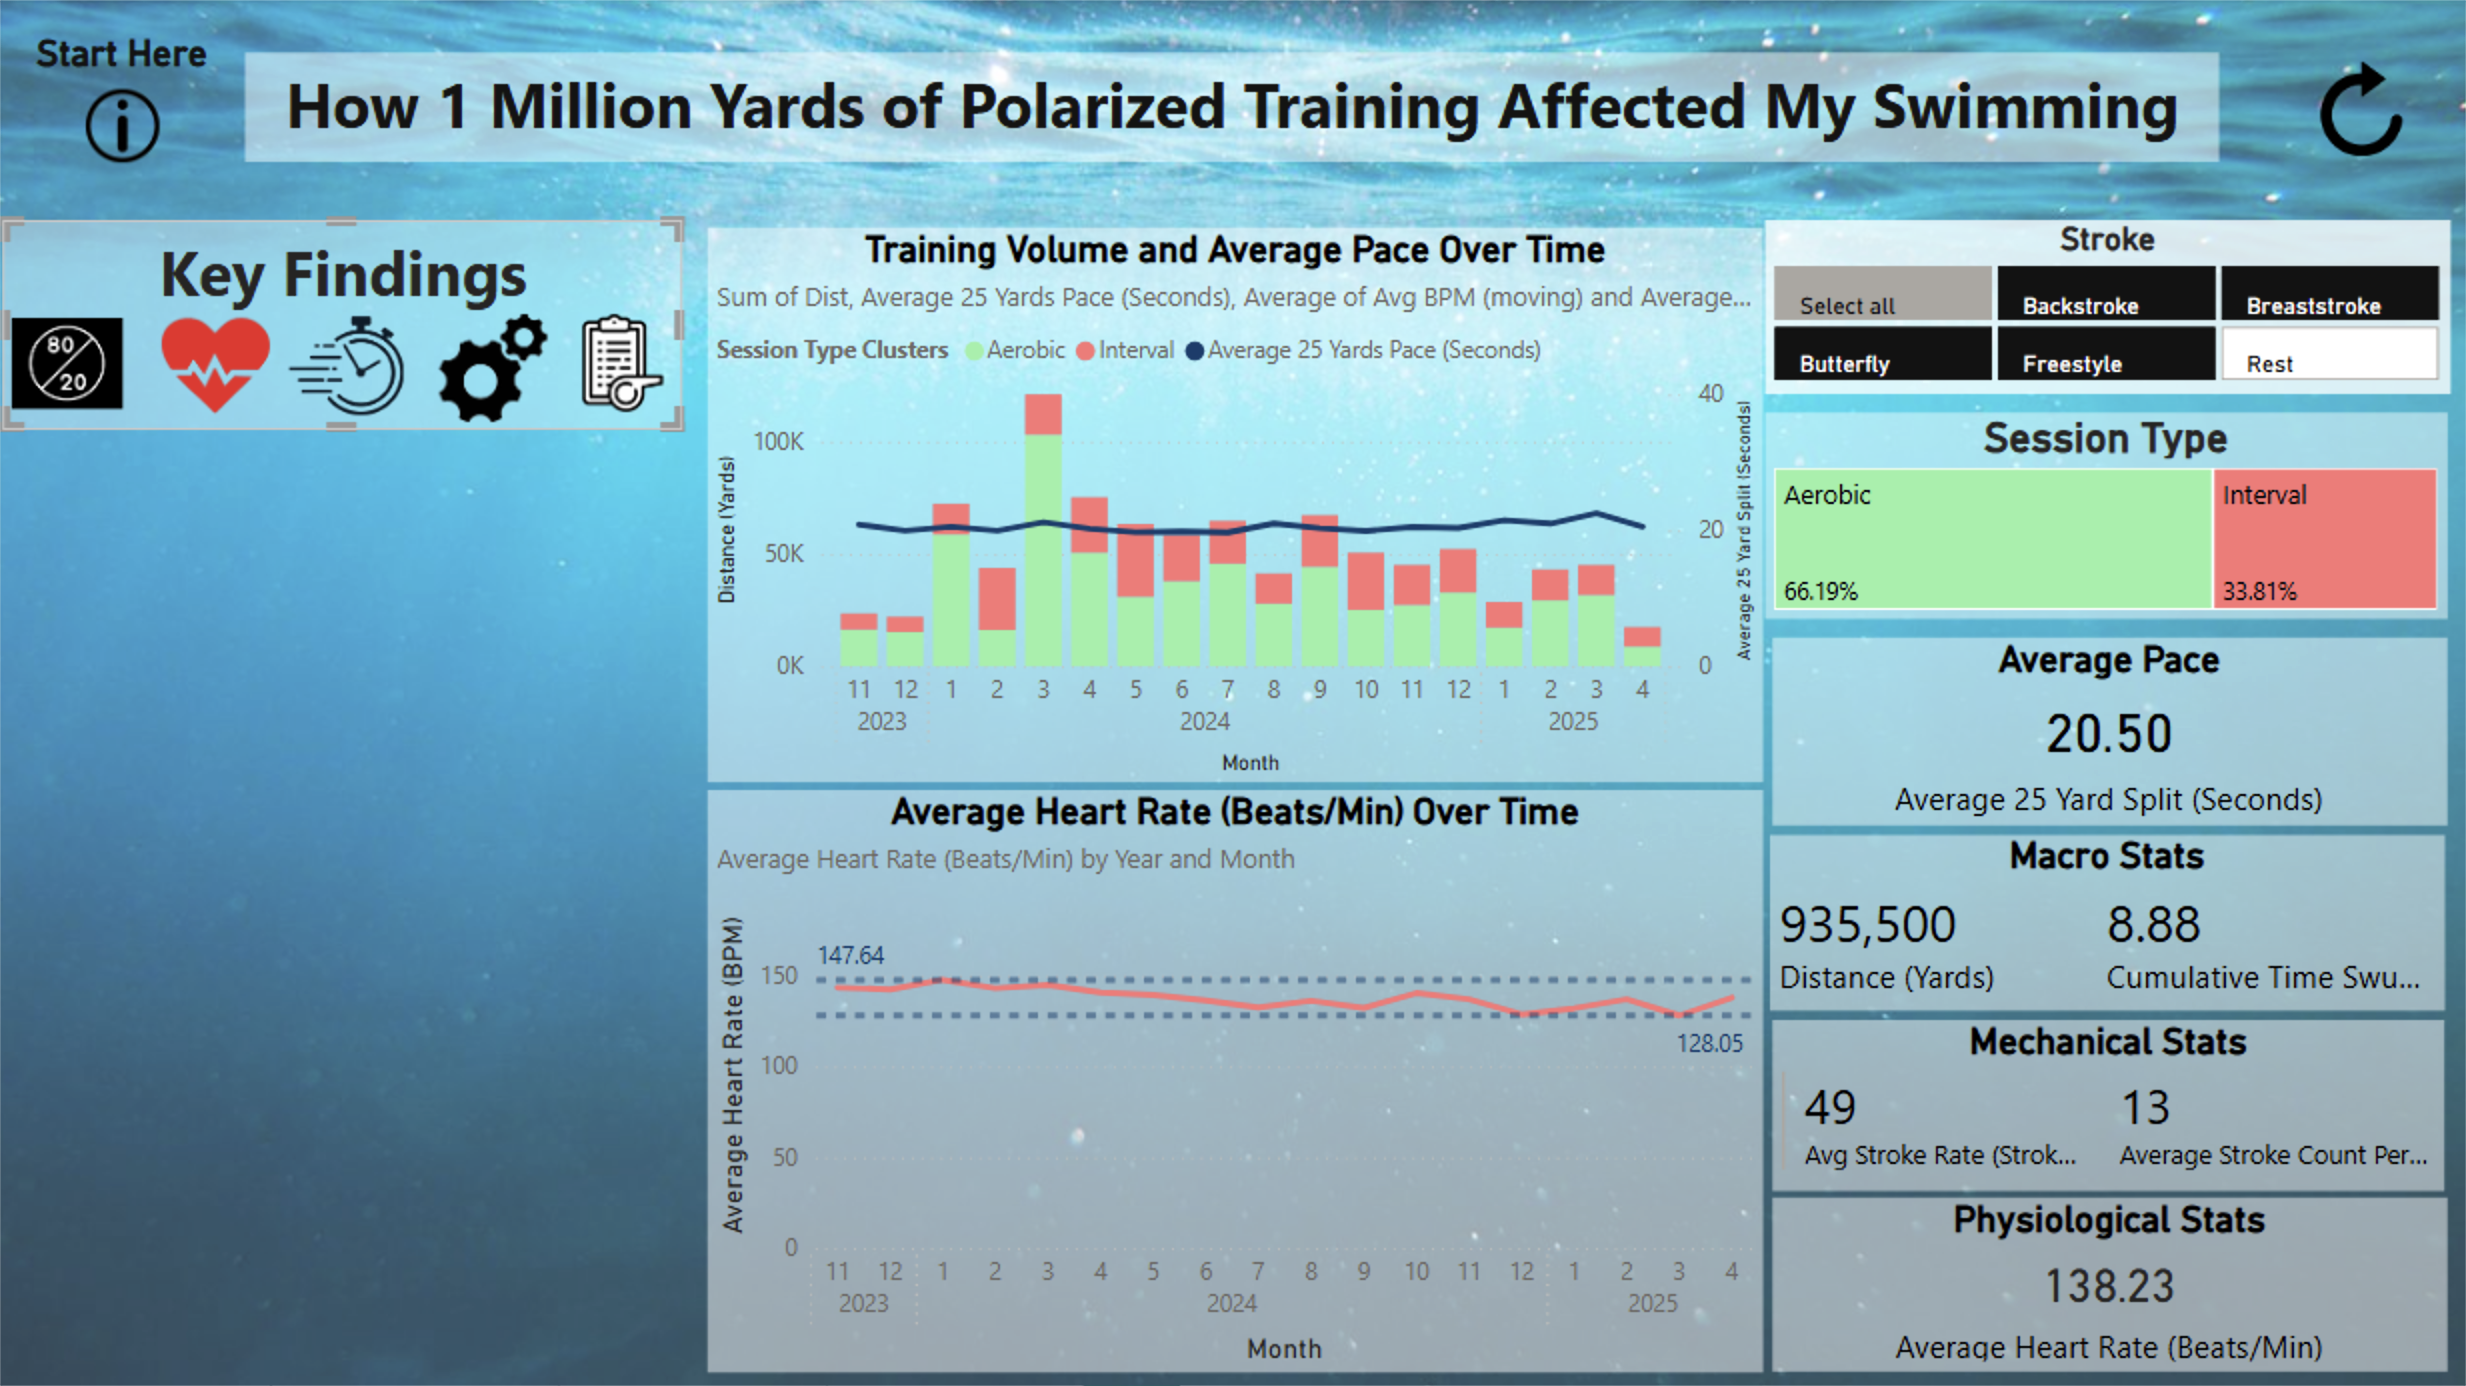 Start Here
How 1 Million Yards of Polarized Training Affected My Swimming
Key Findings
80
20
Training Volume and Average Pace Over Time
Sum of Dist, Average 25 Yards Pace (Seconds), Average of Avg BPM (moving) and Average...
Session Type Clusters Aerobic Interval Average 25 Yards Pace (Seconds)
Distance (Yards)
100K
50K
0K
40
20
0
Average 25 Yard Split (Seconds)
11 12 1 2 3 4 5 6 7 8 9 10 11 12 1 2 3 4
2023 2024 2025
Month
Average Heart Rate (Beats/Min) Over Time
Average Heart Rate (Beats/Min) by Year and Month
Average Heart Rate (BPM)
147.64
150
100
50
0
128.05
11 12 1 2 3 4 5 6 7 8 9 10 11 12 1 2 3 4
2023 2024 2025
Month
Stroke
Select all Backstroke Breaststroke
Butterfly Freestyle Rest
Session Type
Aerobic Interval
66.19% 33.81%
Average Pace
20.50
Average 25 Yard Split (Seconds)
Macro Stats
935,500 8.88
Distance (Yards) Cumulative Time Swu...
Mechanical Stats
49 13
Avg Stroke Rate (Strok... Average Stroke Count Per...
Physiological Stats
138.23
Average Heart Rate (Beats/Min)